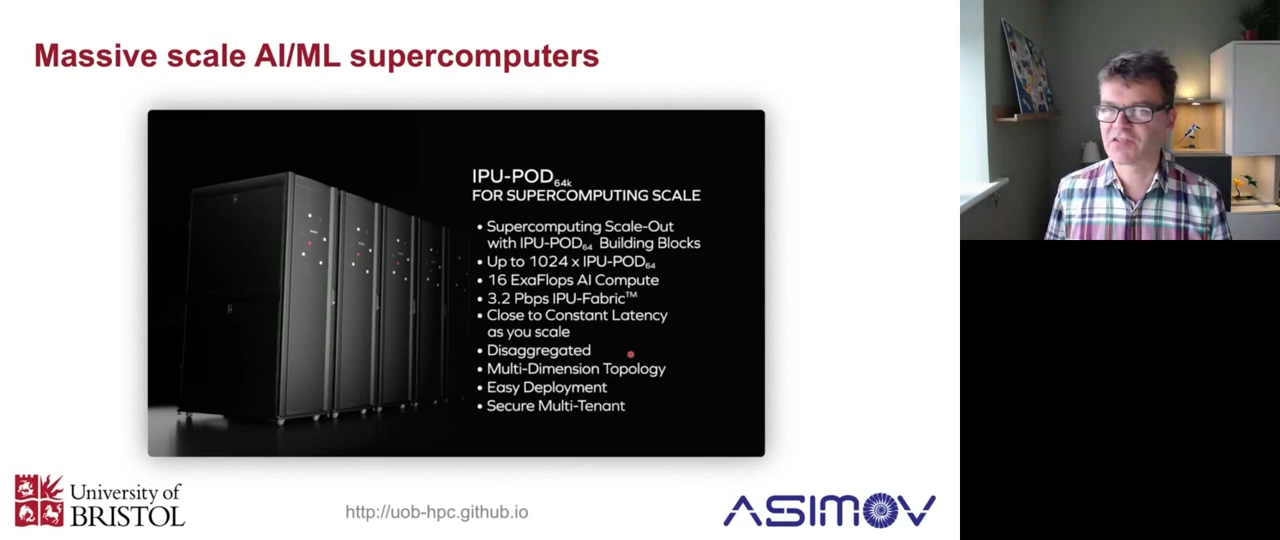 Massive scale AI/ML supercomputers
IPU-POD64k
FOR SUPERCOMPUTING SCALE
• Supercomputing Scale-Out
with IPU-POD64 Building Blocks
• Up to 1024 x IPU-POD64
• 16 ExaFlops AI Compute
• 3.2 Pbps IPU-Fabric™
• Close to Constant Latency
as you scale
• Disaggregated
• Multi-Dimension Topology
• Easy Deployment
• Secure Multi-Tenant
University of
BRISTOL
http://uob-hpc.github.io
ASIMOV